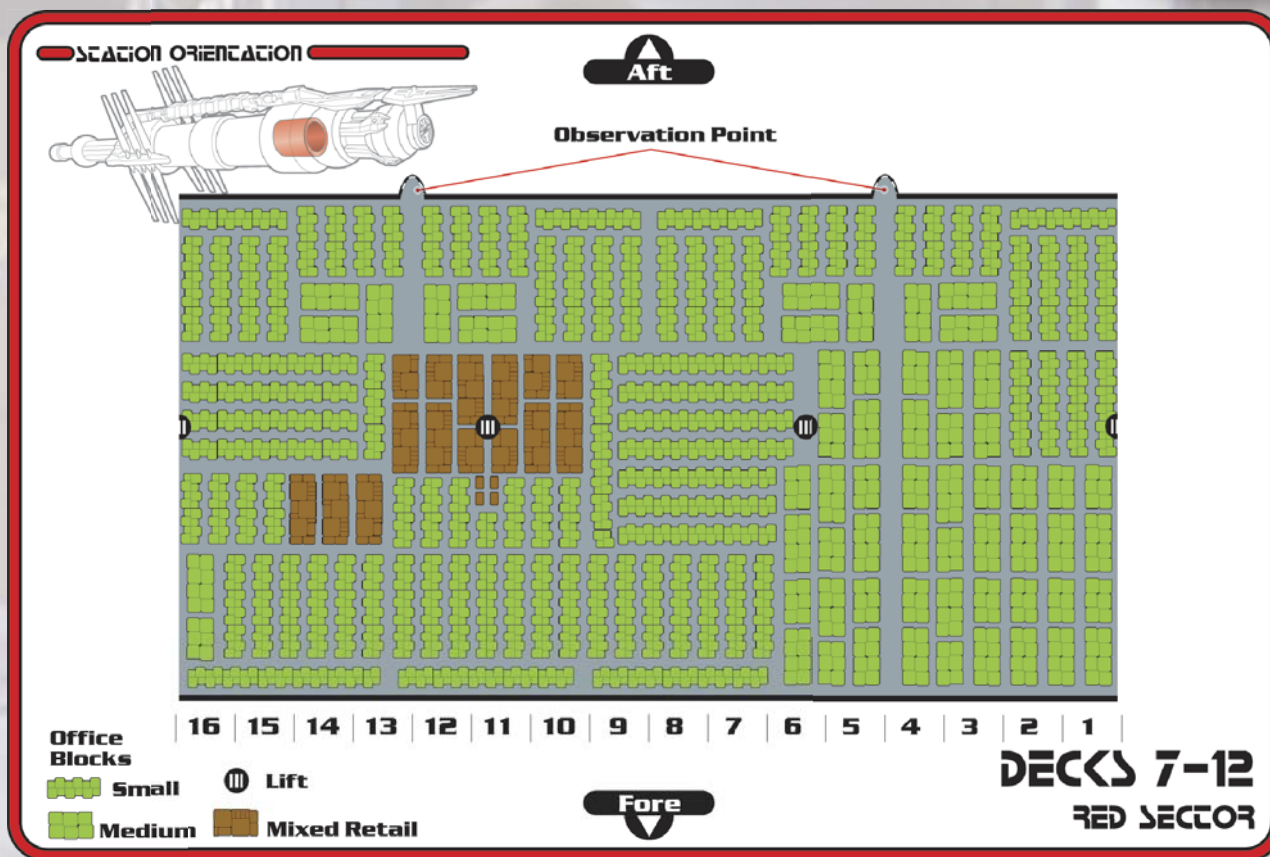 STATION ORIENTATION
Aft
Observation Point
16 15 14 13 12 11 10 9 8 7 6 5 4 3 2 1
Office
Blocks
Small
Lift
Medium
Mixed Retail
Fore
DECKS 7-12
RED SECTOR